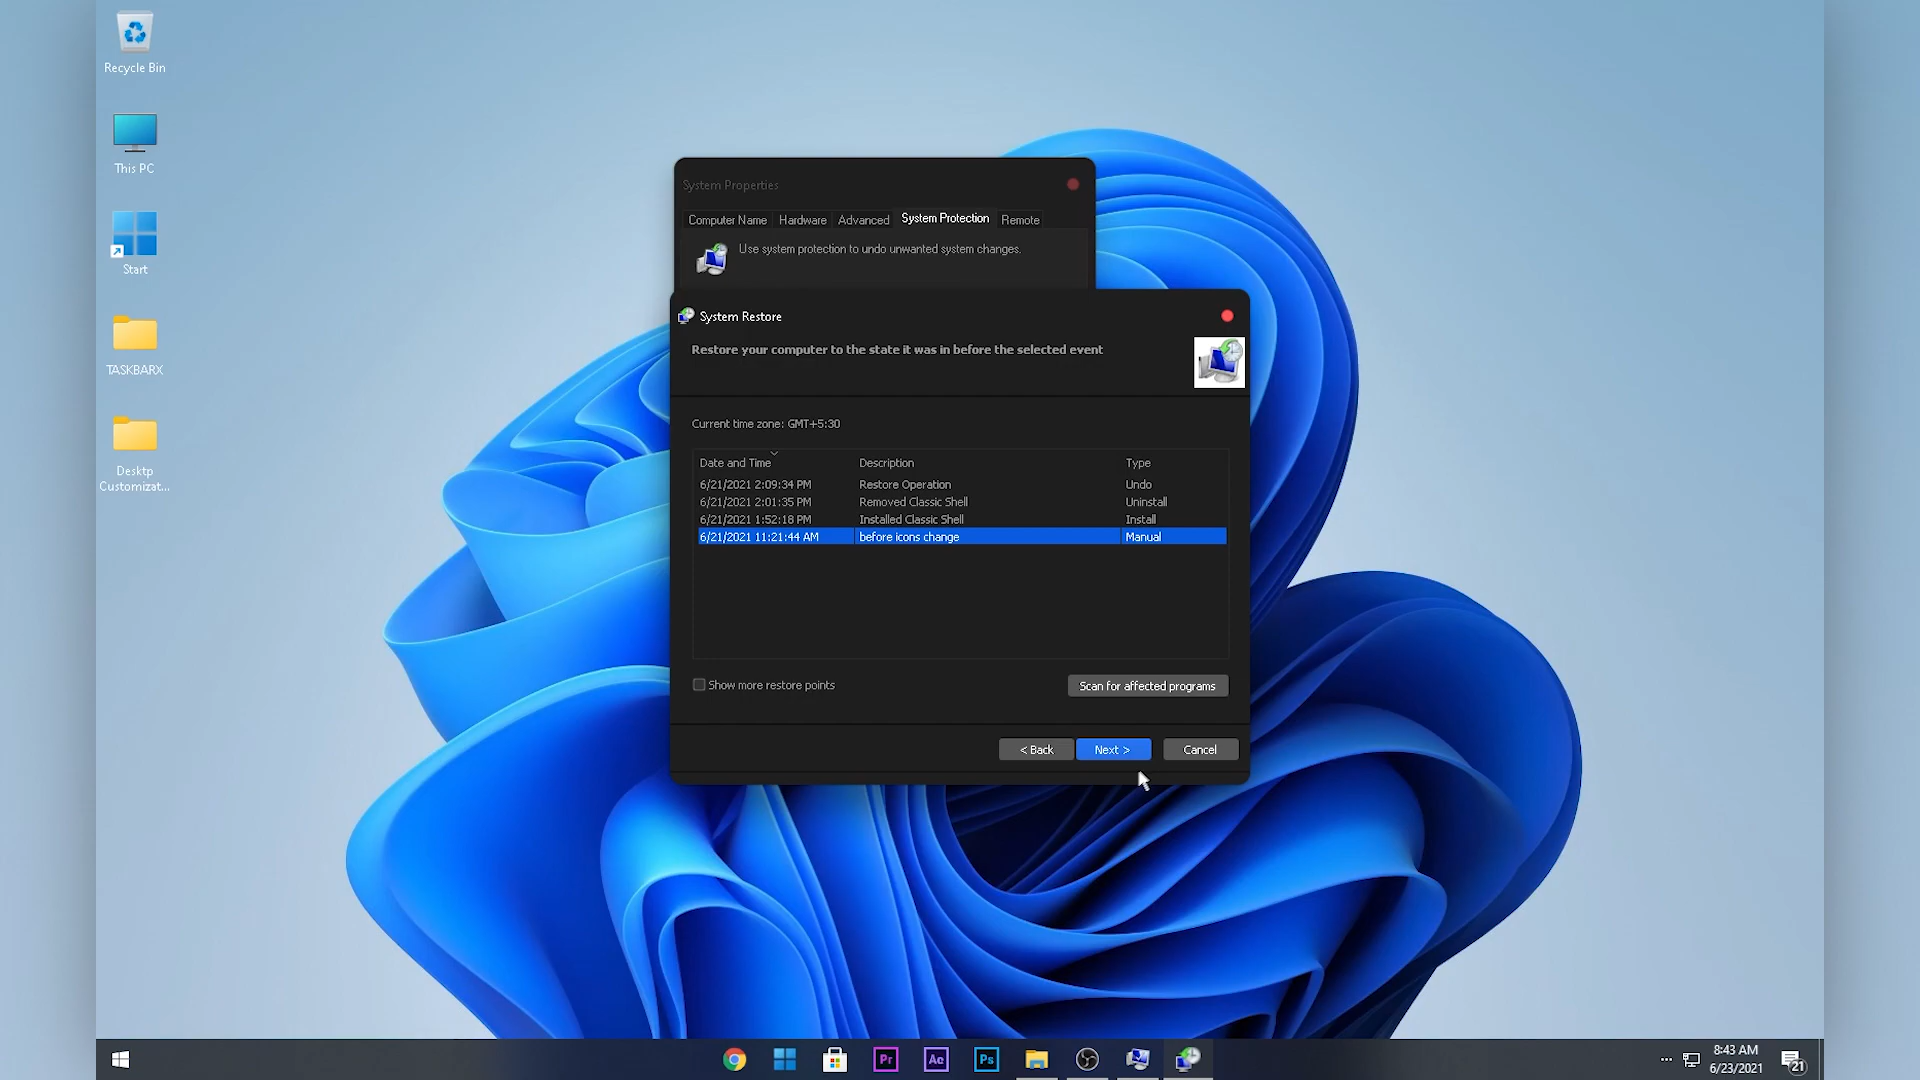 Recycle Bin
This PC
Start
TASKBARX
Desktp
Customizat...
System Properties
Computer Name Hardware Advanced System Protection Remote
Use system protection to undo unwanted system changes.
System Restore
Restore your computer to the state it was in before the selected event
Current time zone: GMT+5:30
Date and Time Description Type
6/21/2021 2:09:34 PM Restore Operation Undo
6/21/2021 2:01:35 PM Removed Classic Shell Uninstall
6/21/2021 1:52:18 PM Installed Classic Shell Install
6/21/2021 11:21:44 AM before icons change Manual
Show more restore points Scan for affected programs
< Back Next > Cancel
Pr Ae Ps
8:43 AM
6/23/2021
21